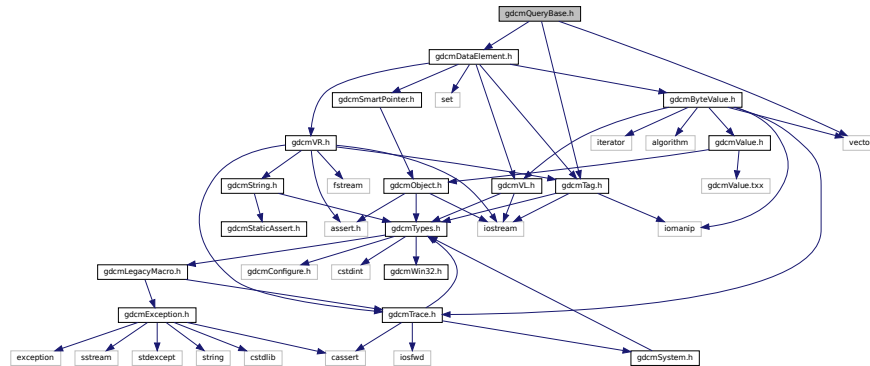 gdcmQueryBase.h
gdcmDataElement.h
gdcmSmartPointer.h
set
gdcmByteValue.h
gdcmVR.h
iterator
algorithm
gdcmValue.h
vecto
gdcmString.h
fstream
gdcmObject.h
gdcmVL.h
gdcmTag.h
gdcmValue.txx
gdcmStaticAssert.h
assert.h
gdcmTypes.h
iostream
iomanip
gdcmLegacyMacro.h
gdcmConfigure.h
cstdint
gdcmWin32.h
gdcmException.h
gdcmTrace.h
exception
sstream
stdexcept
string
cstdlib
cassert
iosfwd
gdcmSystem.h